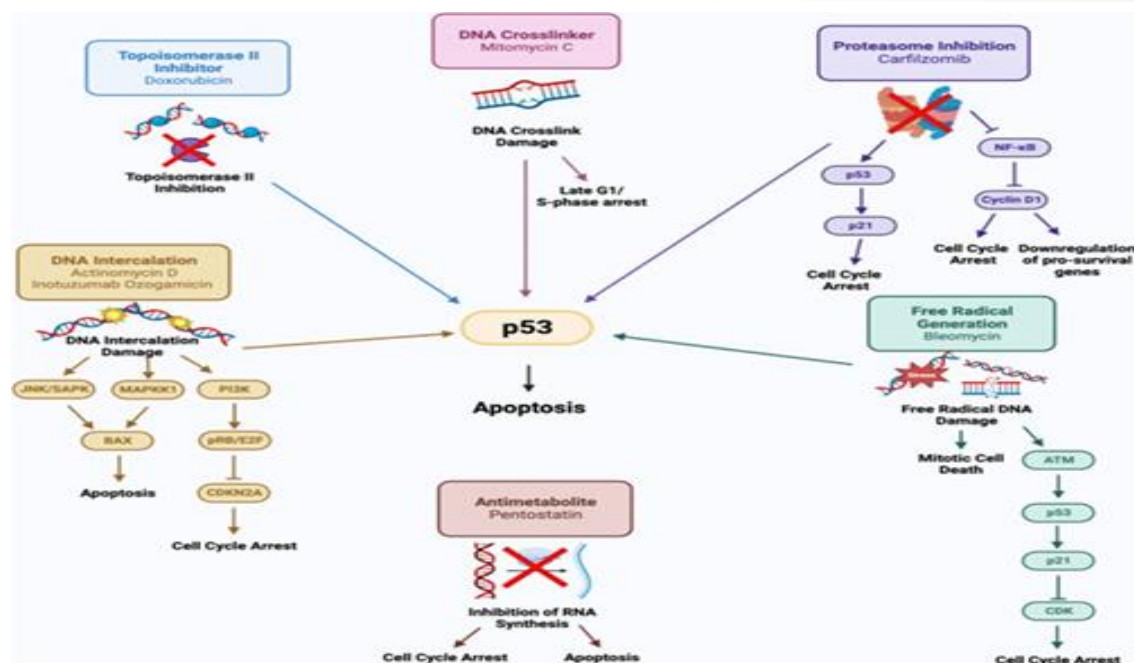 Topoisomerase II
Inhibitor
Doxorubicin
Topoisomerase II
Inhibition
DNA Crosslinker
Mitomycin C
DNA Crosslink
Damage
Late G1/
S-phase arrest
Proteasome Inhibition
Carfilzomib
NF-κB
p53
Cyclin D1
p21
Cell Cycle
Arrest
Cell Cycle
Arrest
Downregulation
of pro-survival
genes
DNA Intercalation
Actinomycin D
Inotuzumab Ozogamicin
DNA Intercalation
Damage
JNK/SAPK
MAPKK1
PI3K
BAX
pRB/E2F
Apoptosis
CDKN2A
Cell Cycle Arrest
p53
Apoptosis
Free Radical
Generation
Bleomycin
Free Radical DNA
Damage
Mitotic Cell
Death
ATM
p53
p21
CDK
Cell Cycle Arrest
Antimetabolite
Pentostatin
Inhibition of RNA
Synthesis
Cell Cycle Arrest
Apoptosis